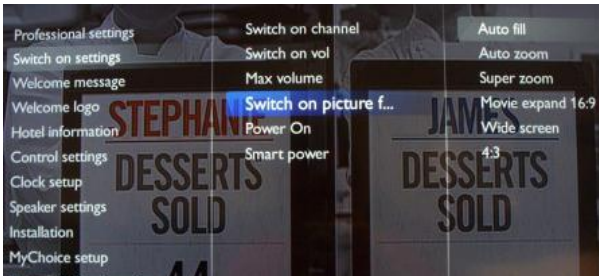 Professional settings
Switch on settings
Welcome message
Welcome logo
Hotel information
Control settings
Clock setup
Speaker settings
Installation
MyChoice setup
Switch on channel
Switch on vol
Max volume
Switch on picture f...
Power On
Smart power
Auto fill
Auto zoom
Super zoom
Movie expand 16:9
Wide screen
4:3
STEPHANIE
DESSERTS
SOLD
44
JAMES
DESSERTS
SOLD